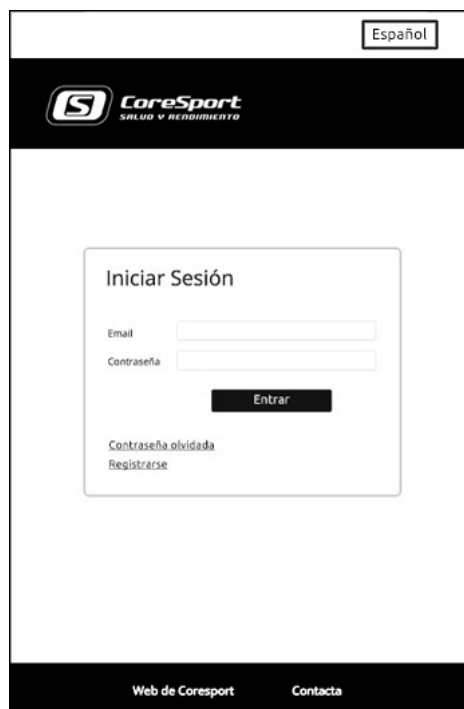 Español
CoreSport
SALUD Y RENDIMIENTO
Iniciar Sesión
Email
Contraseña
Entrar
Contraseña olvidada
Registrarse
Web de Coresport Contacta